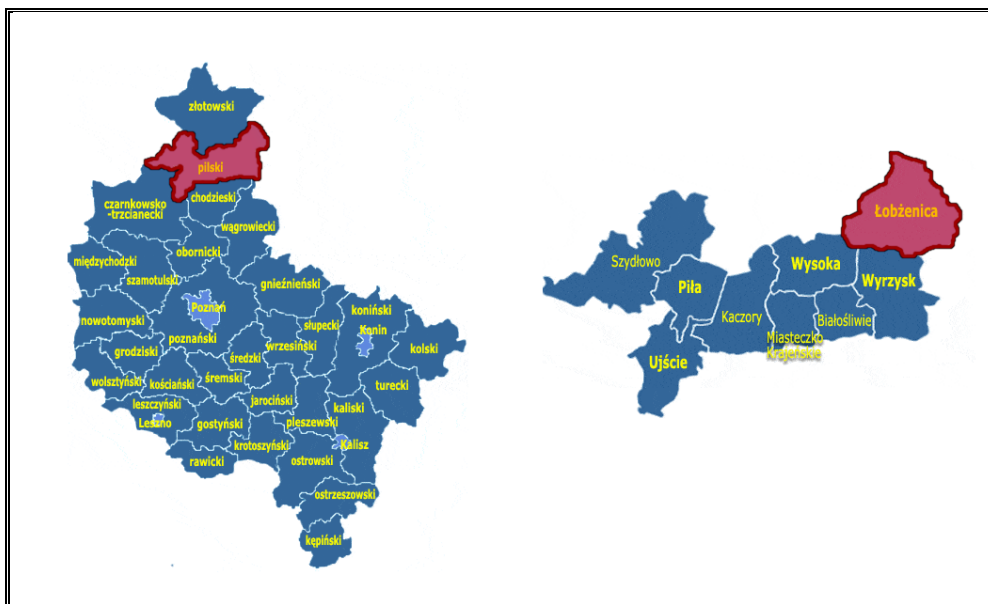 złotowski
pilski
chodzieski
czarnkowsko
-trzcianecki
wągrowiecki
obornicki
międzychodzki
szamotulski
gnieźnieński
Poznań
koniński
nowotomyski
słupecki
Konin
poznański
wrzesiński
kolski
grodziski
średzki
wolsztyński
kościański
śremski
turecki
jarociński
leszczyński
kaliski
Leszno
gostyński
pleszewski
krotoszyński
Kalisz
rawicki
ostrowski
ostrzeszowski
kępiński
Łobżenica
Szydłowo
Wysoka
Piła
Wyrzysk
Kaczory
Białośliwie
Miasteczko
Krajeńskie
Ujście